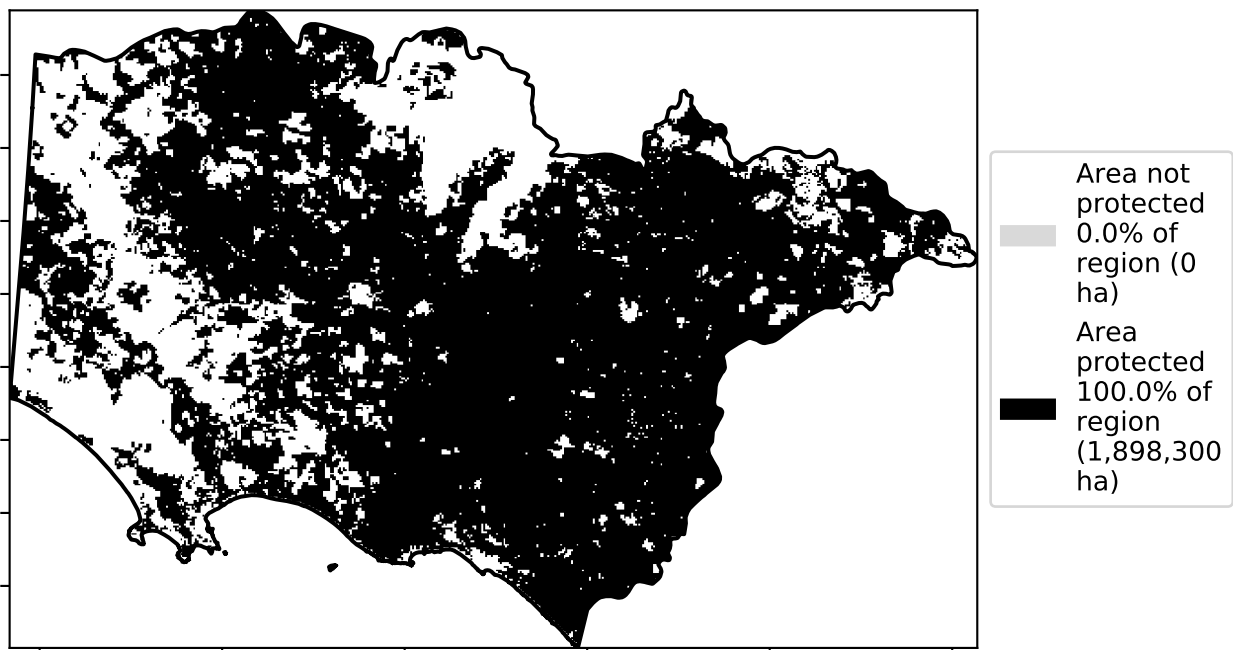 Area not
protected
0.0% of
region (0
ha)
Area
protected
100.0% of
region
(1,898,300
ha)